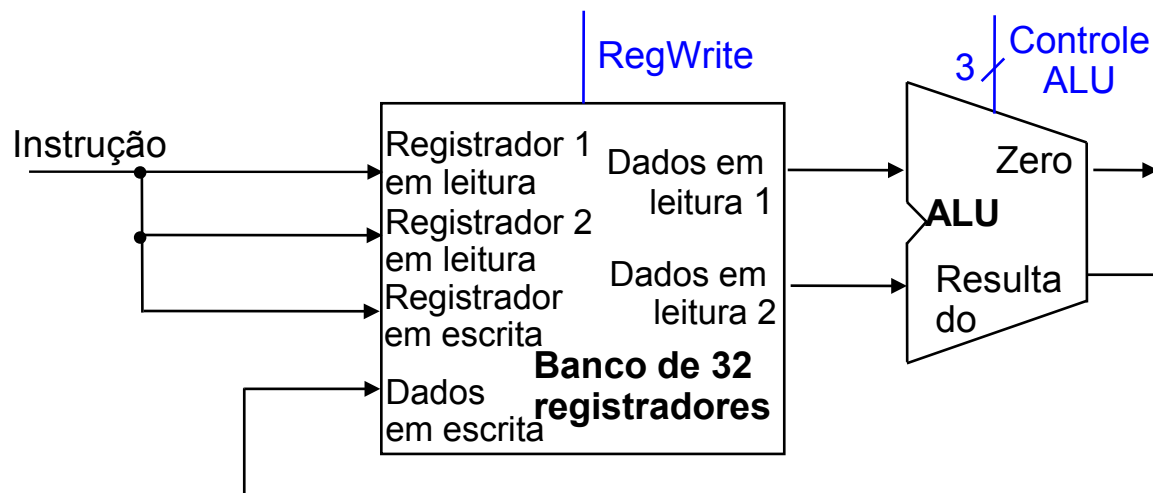 RegWrite
3
Controle
ALU
Instrução
Registrador 1
em leitura
Registrador 2
em leitura
Registrador
em escrita
Dados
em escrita
Dados em
leitura 1
Dados em
leitura 2
Banco de 32
registradores
Zero
ALU
Resulta
do